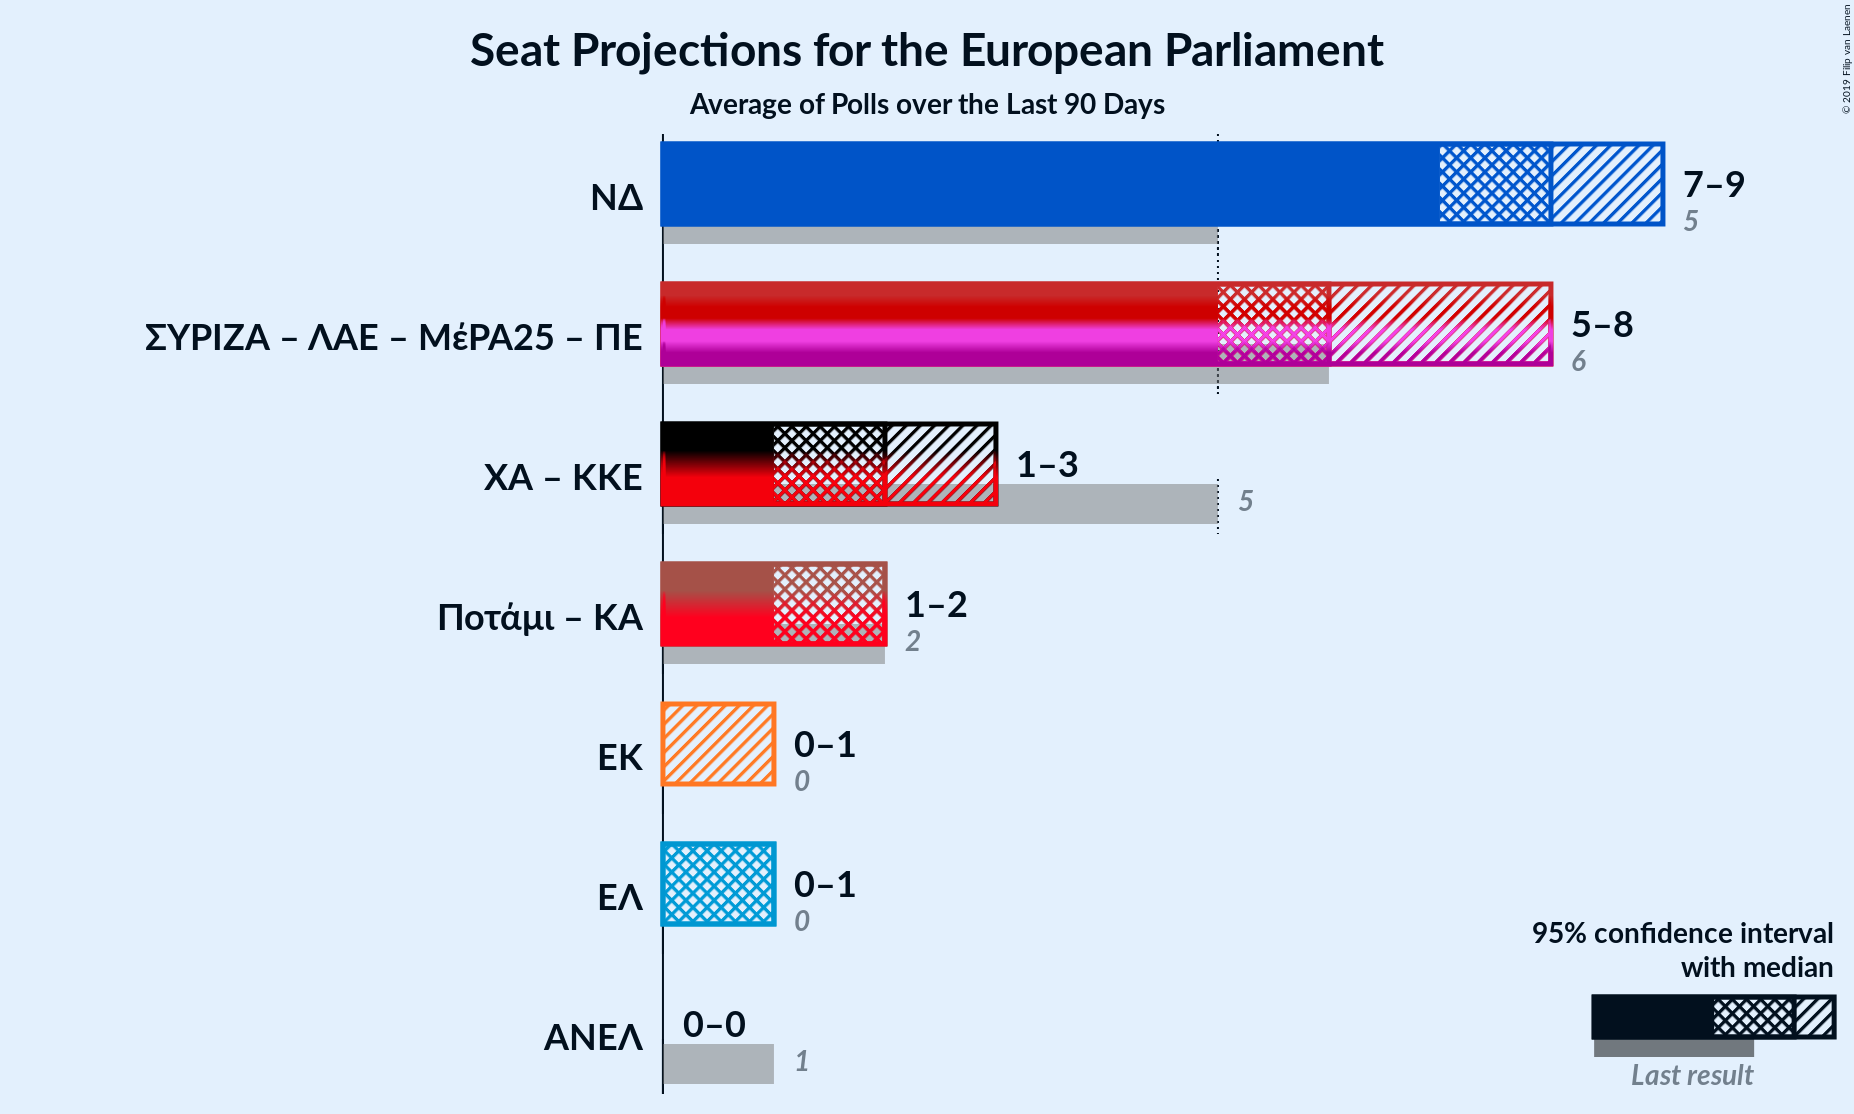 Seat Projections for the European Parliament
Average of Polls over the Last 90 Days
© 2019 Filip van Laenen
ΝΔ
7–9
5
ΣΥΡΙΖΑ – ΛΑΕ – ΜέΡΑ25 – ΠΕ
5–8
6
ΧΑ – ΚΚΕ
1–3
5
Ποτάμι – ΚΑ
1–2
2
ΕΚ
0–1
0
ΕΛ
0–1
0
ΑΝΕΛ
0–0
1
95% confidence interval
with median
Last result